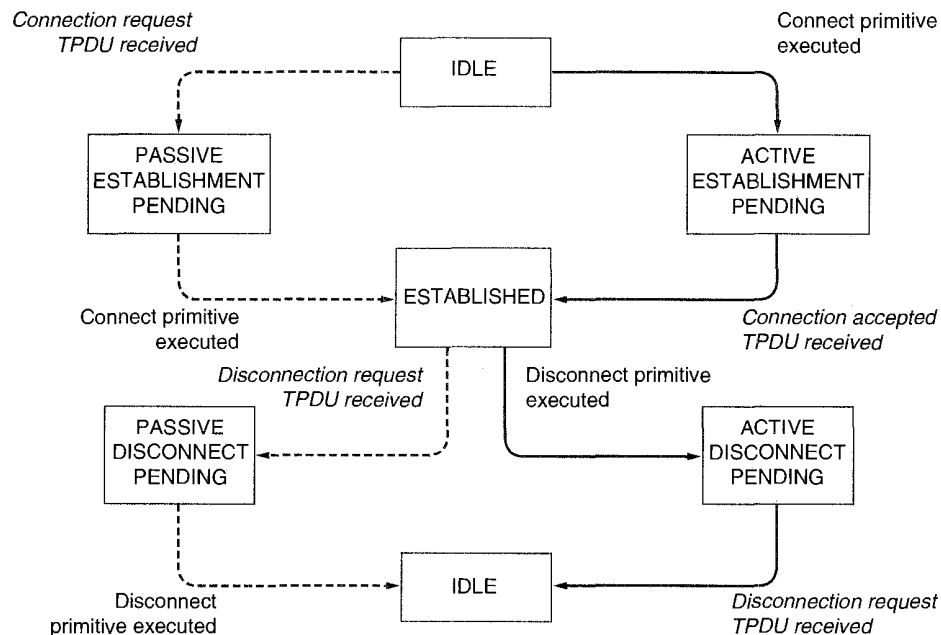 Connection request
TPDU received
IDLE
Connect primitive
executed
PASSIVE
ESTABLISHMENT
PENDING
ACTIVE
ESTABLISHMENT
PENDING
ESTABLISHED
Connect primitive
executed
Connection accepted
TPDU received
Disconnection request
TPDU received
Disconnect primitive
executed
PASSIVE
DISCONNECT
PENDING
ACTIVE
DISCONNECT
PENDING
IDLE
Disconnect
primitive executed
Disconnection request
TPDU received